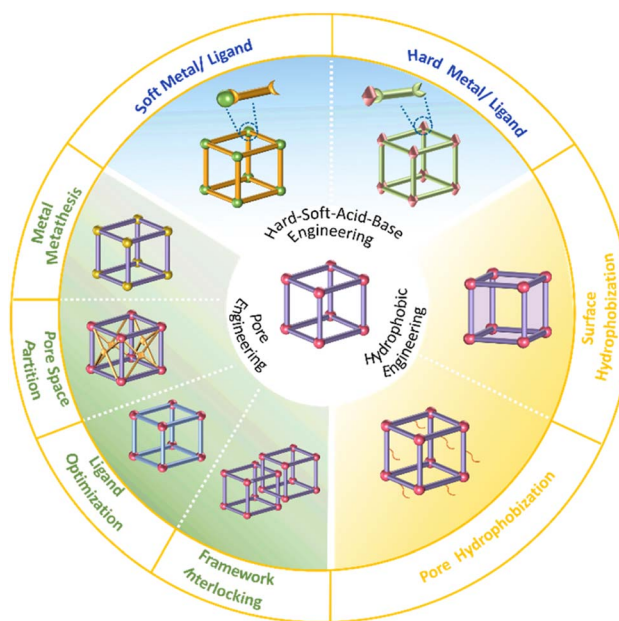 Soft Metal/ Ligand
Hard Metal/ Ligand
Metal
Metathesis
Pore Space
Partition
Ligand
Optimization
Framework
Interlocking
Pore Hydrophobization
Surface
Hydrophobization
Hard-Soft-Acid-Base
Engineering
Pore
Engineering
Hydrophobic
Engineering